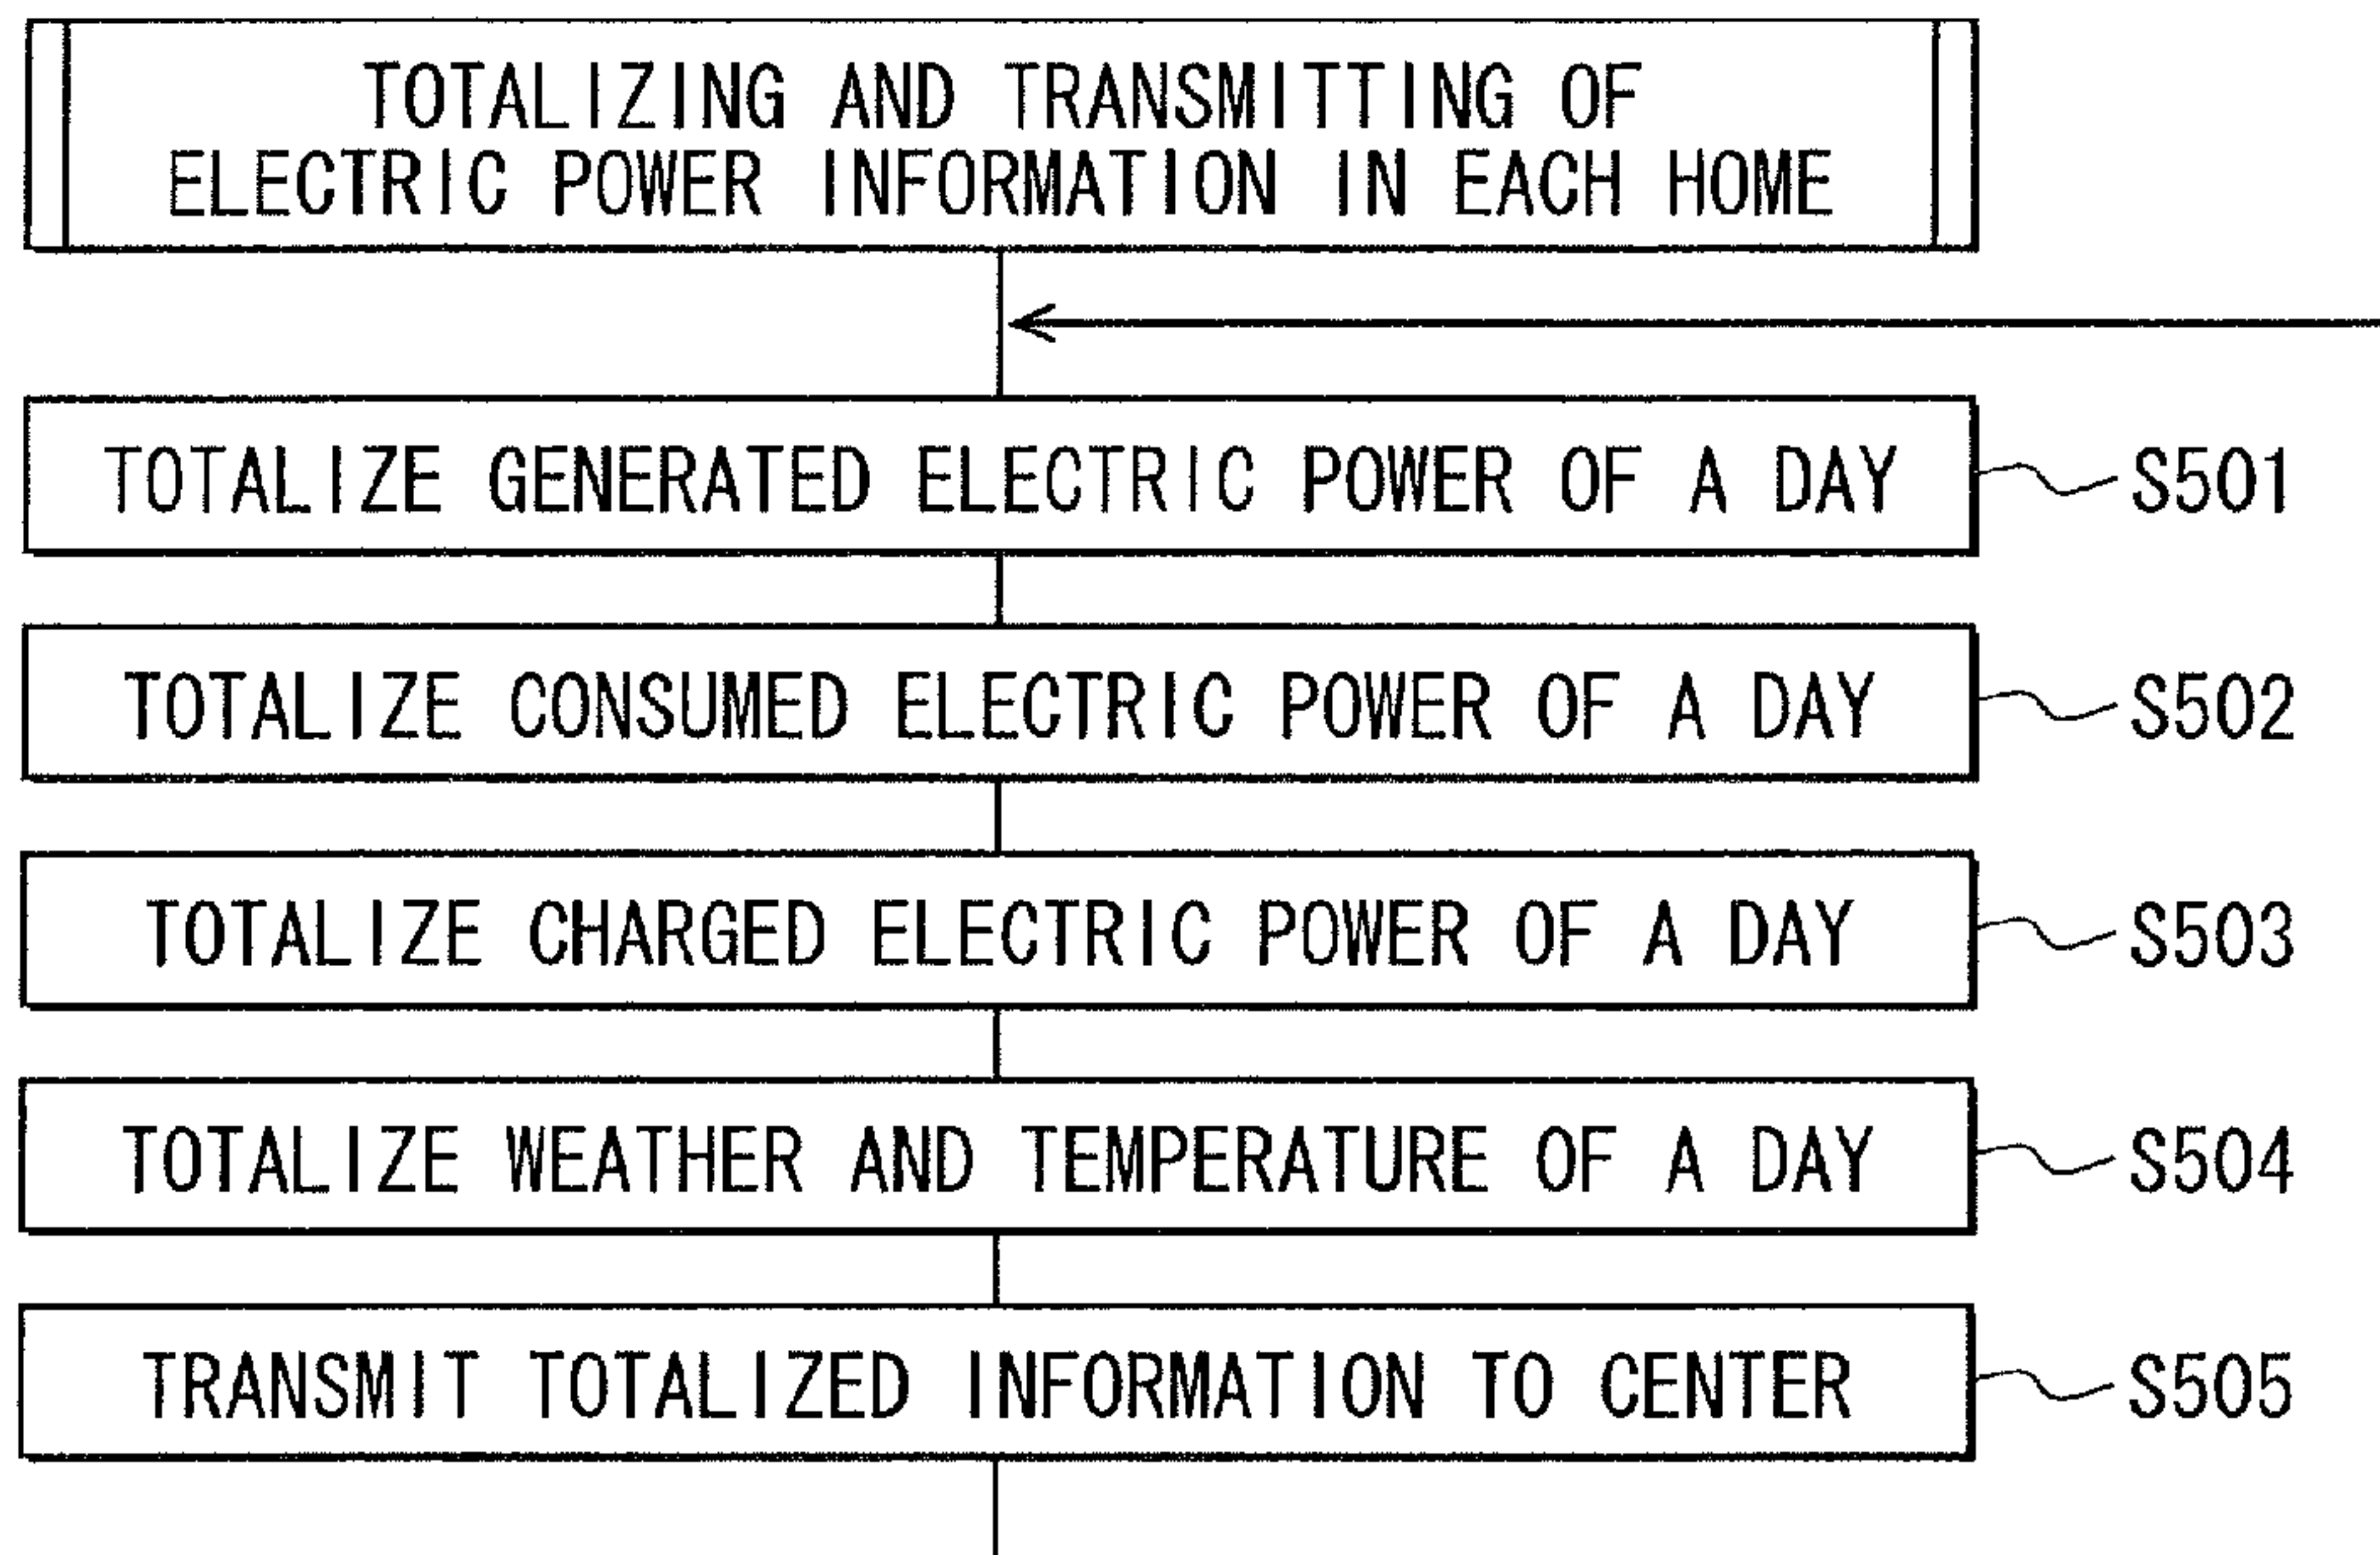 TOTALIZING AND TRANSMITTING OF
ELECTRIC POWER INFORMATION IN EACH HOME
TOTALIZE GENERATED ELECTRIC POWER OF A DAY S501
TOTALIZE CONSUMED ELECTRIC POWER OF A DAY S502
TOTALIZE CHARGED ELECTRIC POWER OF A DAY S503
TOTALIZE WEATHER AND TEMPERATURE OF A DAY S504
TRANSMIT TOTALIZED INFORMATION TO CENTER S505